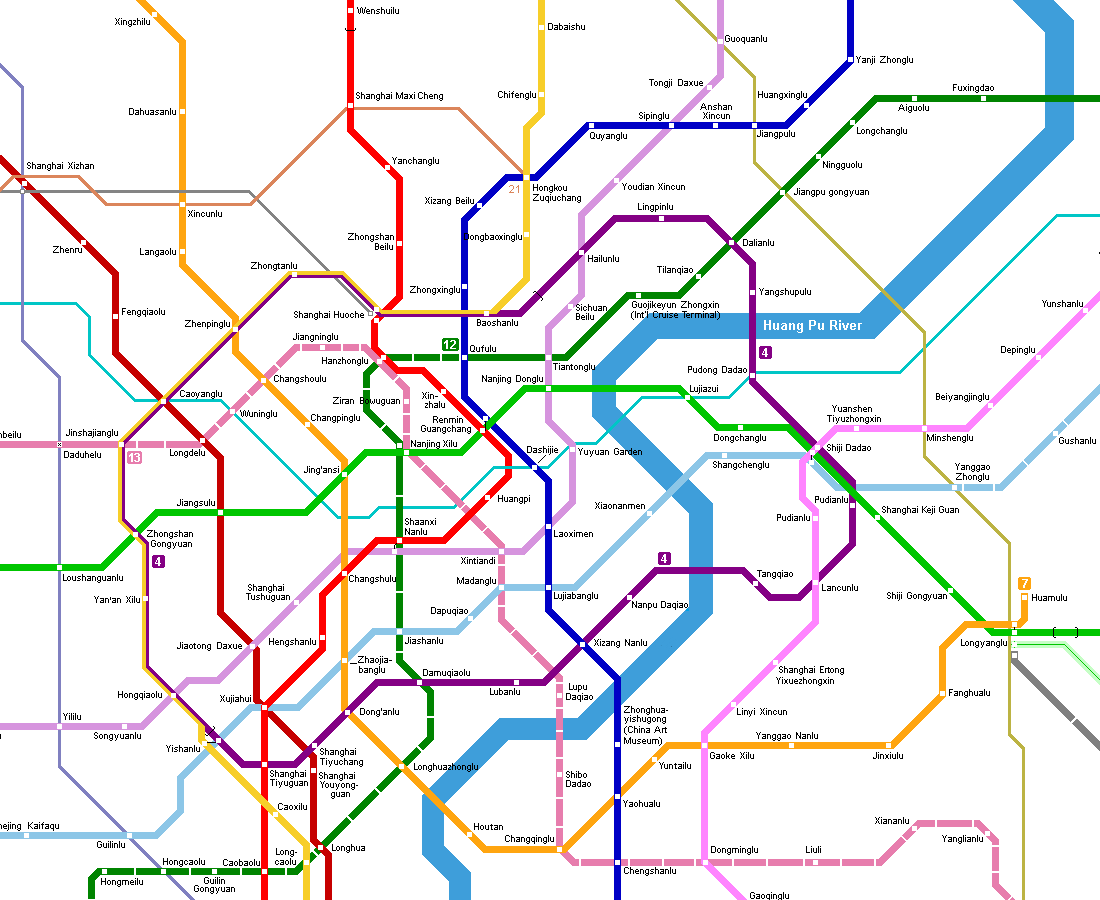 Wenshuilu
Xingzhilu
Dabaishu
Guoquanlu
Yanji Zhonglu
Tongji Daxue
Fuxingdao
Shanghai Maxi Cheng
Chifenglu
Huangxinglu
Anshan
Xincun
Aiguolu
Dahuasanlu
Sipinglu
Quyanglu
Jiangpulu
Longchanglu
Yanchanglu
Shanghai Xizhan
Ningguolu
Youdian Xincun
21
Hongkou
Zuqiuchang
Jiangpu gongyuan
Xizang Beilu
Lingpinlu
Xincunlu
Zhongshan
Beilu
Dongbaoxinglu
Dalianlu
Zhenru
Langaolu
Hailunlu
Zhongtanlu
Tilanqiao
Zhongxinglu
Yangshupulu
Guojikeyun Zhongxin
(Int'l Cruise Terminal)
Yunshanlu
Fengqiaolu
Shanghai Huoche
Baoshanlu
Sichuan
Beilu
Zhenpinglu
Huang Pu River
Jiangninglu
12
Qufulu
4
Depinglu
Hanzhonglu
Tiantonglu
Pudong Dadao
Changshoulu
Nanjing Donglu
Lujiazui
Caoyanglu
Ziran Bowuguan
Xin-
zhalu
Beiyangjinglu
Wuninglu
Changpinglu
Renmin
Guangchang
Yuanshen
Tiyuzhongxin
nbeilu
Jinshajianglu
Dongchanglu
Minshenglu
Gushanlu
Daduhelu
13
Longdelu
Nanjing Xilu
Dashijie
Yuyuan Garden
Shiji Dadao
Jing'ansi
Shangchenglu
Yanggao
Zhonglu
Jiangsulu
Huangpi
Xiaonanmen
Pudianlu
Shanghai Keji Guan
Pudianlu
Zhongshan
Gongyuan
Shaanxi
Nanlu
Laoximen
4
Xintiandi
4
Loushanguanlu
Changshulu
Madanglu
Tangqiao
7
Lancunlu
Shiji Gongyuan
Huamulu
Yan'an Xilu
Shanghai
Tushuguan
Lujiabanglu
Nanpu Daqiao
Dapuqiao
Jiaotong Daxue
Hengshanlu
Jiashanlu
Xizang Nanlu
Longyanglu
Zhaojia-
banglu
Damuqiaolu
Shanghai Ertong
Yixuezhongxin
Hongqiaolu
Xujiahui
Lubanlu
Lupu
Daqiao
Fanghualu
Dong'anlu
Zhonghua-
yishugong
(China Art
Museum)
Linyi Xincun
Yililu
Songyuanlu
Yishanlu
Shanghai
Tiyuchang
Yanggao Nanlu
Gaoke Xilu
Jinxiulu
Shanghai
Tiyuguan
Shanghai
Youyong-
guan
Longhuazhonglu
Yuntailu
Shibo
Dadao
Caoxilu
Yaohualu
nejing Kaifaqu
Houtan
Xiananlu
Guilinlu
Changqinglu
Yanglianlu
Long-
caolu
Longhua
Dongminglu
Liuli
Hongcaolu
Caobaolu
Chengshanlu
Hongmeilu
Guilin
Gongyuan
Gaoqinglu